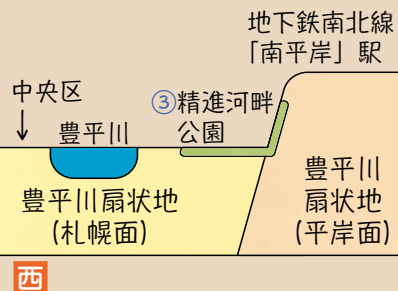 地下鉄南北線
「南平岸」駅
中央区
↓
豊平川
③精進河畔
公園
豊平川扇状地
(札幌面)
豊平川
扇状地
(平岸面)
西